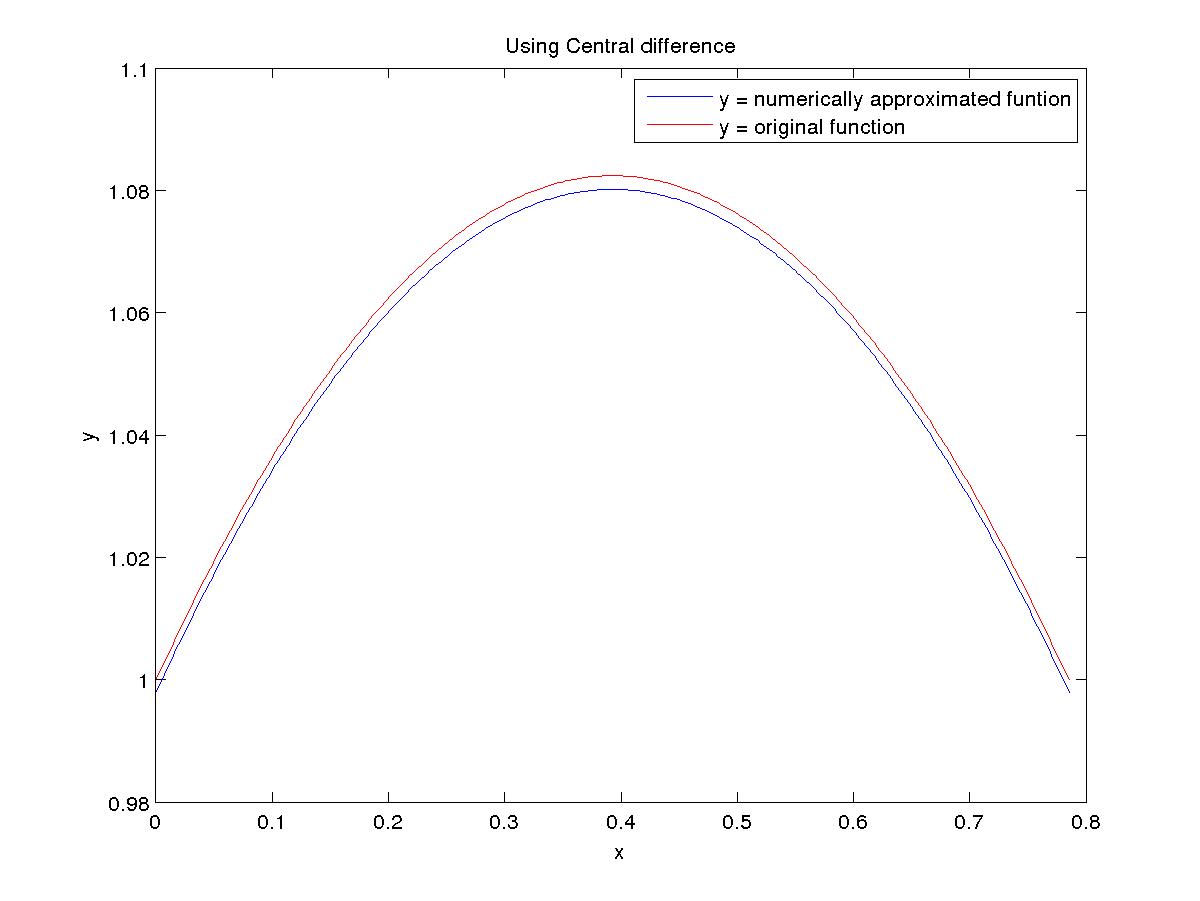 Using Central difference
1.1
y = numerically approximated funtion
y = original function
1.08
1.06
y
1.04
1.02
1
0.98
0 0.1 0.2 0.3 0.4 0.5 0.6 0.7 0.8
x